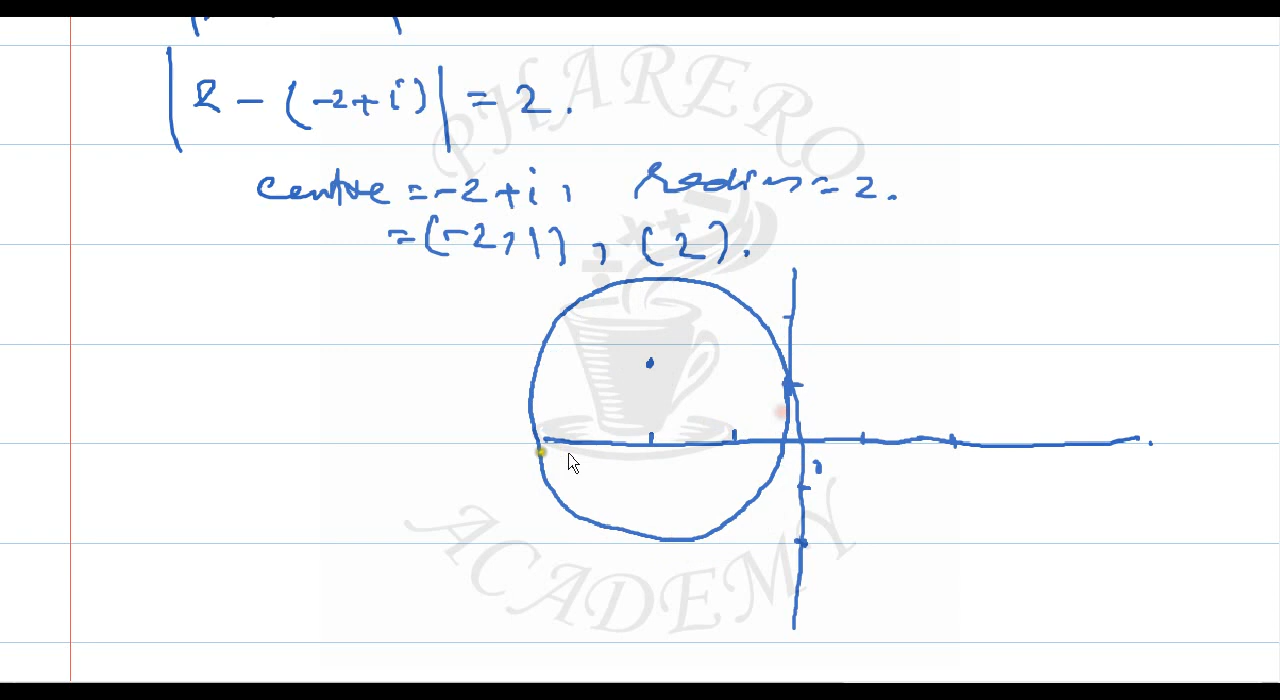 |z - (-2+i)| = 2.
centre = -2+i, radius = 2.
= (-2,1), (2).
PHARERO
ACADEMY